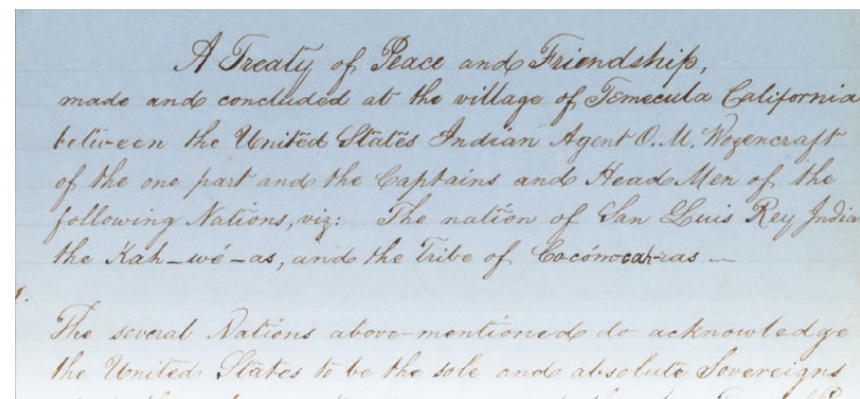 A Treaty of Peace and Friendship,
made and concluded at the village of Temecula California
between the United States Indian Agent O. M. Wozencraft
of the one part and the Captains and Head Men of the
following Nations, viz: The nation of San Luis Rey India
the Kah-wé-as, and the Tribe of Cocómcah-ras —
1.
The several Nations above-mentioned do acknowledge
the United States to be the sole and absolute Sovereigns